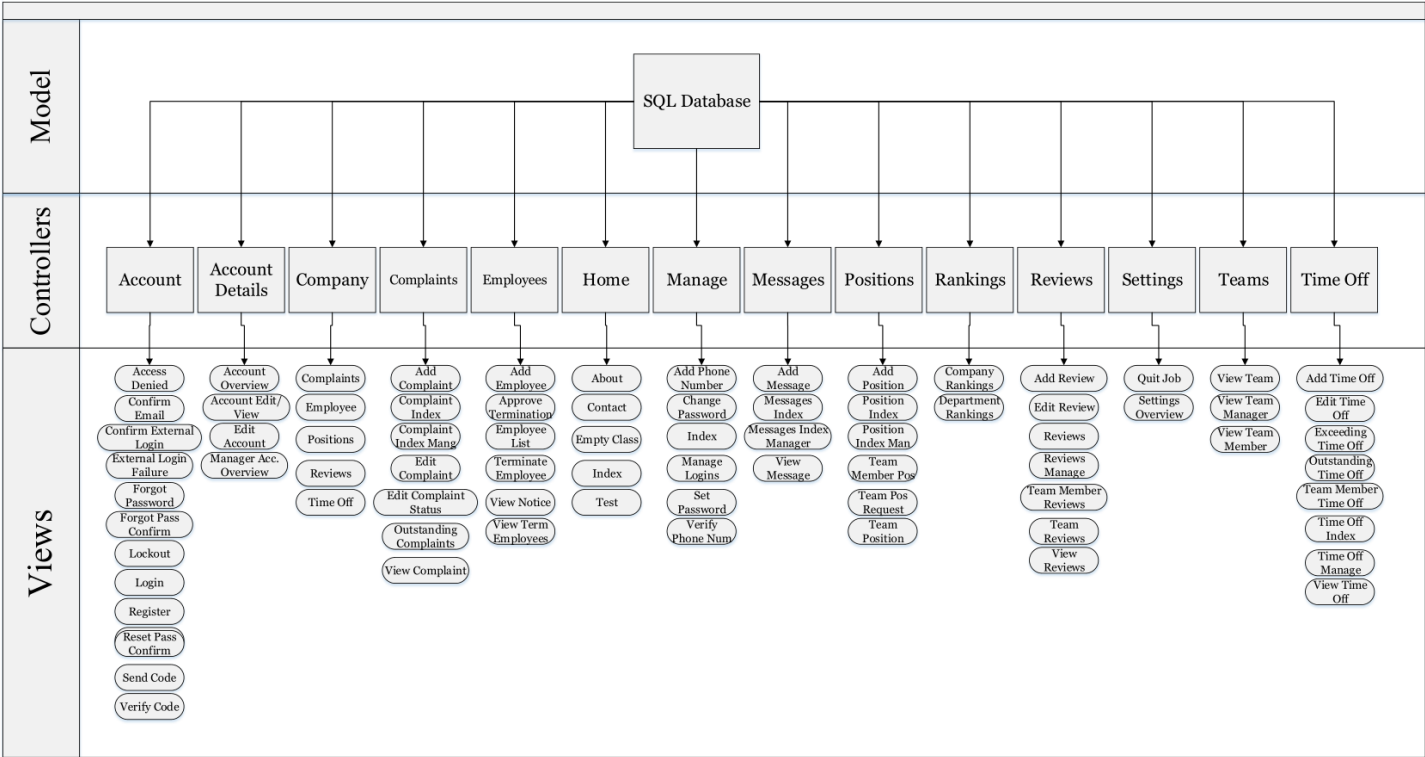 Model
SQL Database
Controllers
Account
Account
Details
Company
Complaints
Employees
Home
Manage
Messages
Positions
Rankings
Reviews
Settings
Teams
Time Off
Views
Access
Denied
Confirm
Email
Confirm External
Login
External Login
Failure
Forgot
Password
Forgot Pass
Confirm
Lockout
Login
Register
Reset Pass
Confirm
Send Code
Verify Code
Account
Overview
Account Edit/
View
Edit
Account
Manager Acc.
Overview
Complaints
Employee
Positions
Reviews
Time Off
Add
Complaint
Complaint
Index
Complaint
Index Mang
Edit
Complaint
Edit Complaint
Status
Outstanding
Complaints
View Complaint
Add
Employee
Approve
Termination
Employee
List
Terminate
Employee
View Notice
View Term
Employees
About
Contact
Empty Class
Index
Test
Add Phone
Number
Change
Password
Index
Manage
Logins
Set
Password
Verify
Phone Num
Add
Message
Messages
Index
Messages Index
Manager
View
Message
Add
Position
Position
Index
Position
Index Man
Team
Member Pos
Team Pos
Request
Team
Position
Company
Rankings
Department
Rankings
Add Review
Edit Review
Reviews
Reviews
Manage
Team Member
Reviews
Team
Reviews
View
Reviews
Quit Job
Settings
Overview
View Team
View Team
Manager
View Team
Member
Add Time Off
Edit Time
Off
Exceeding
Time Off
Outstanding
Time Off
Team Member
Time Off
Time Off
Index
Time Off
Manage
View Time
Off